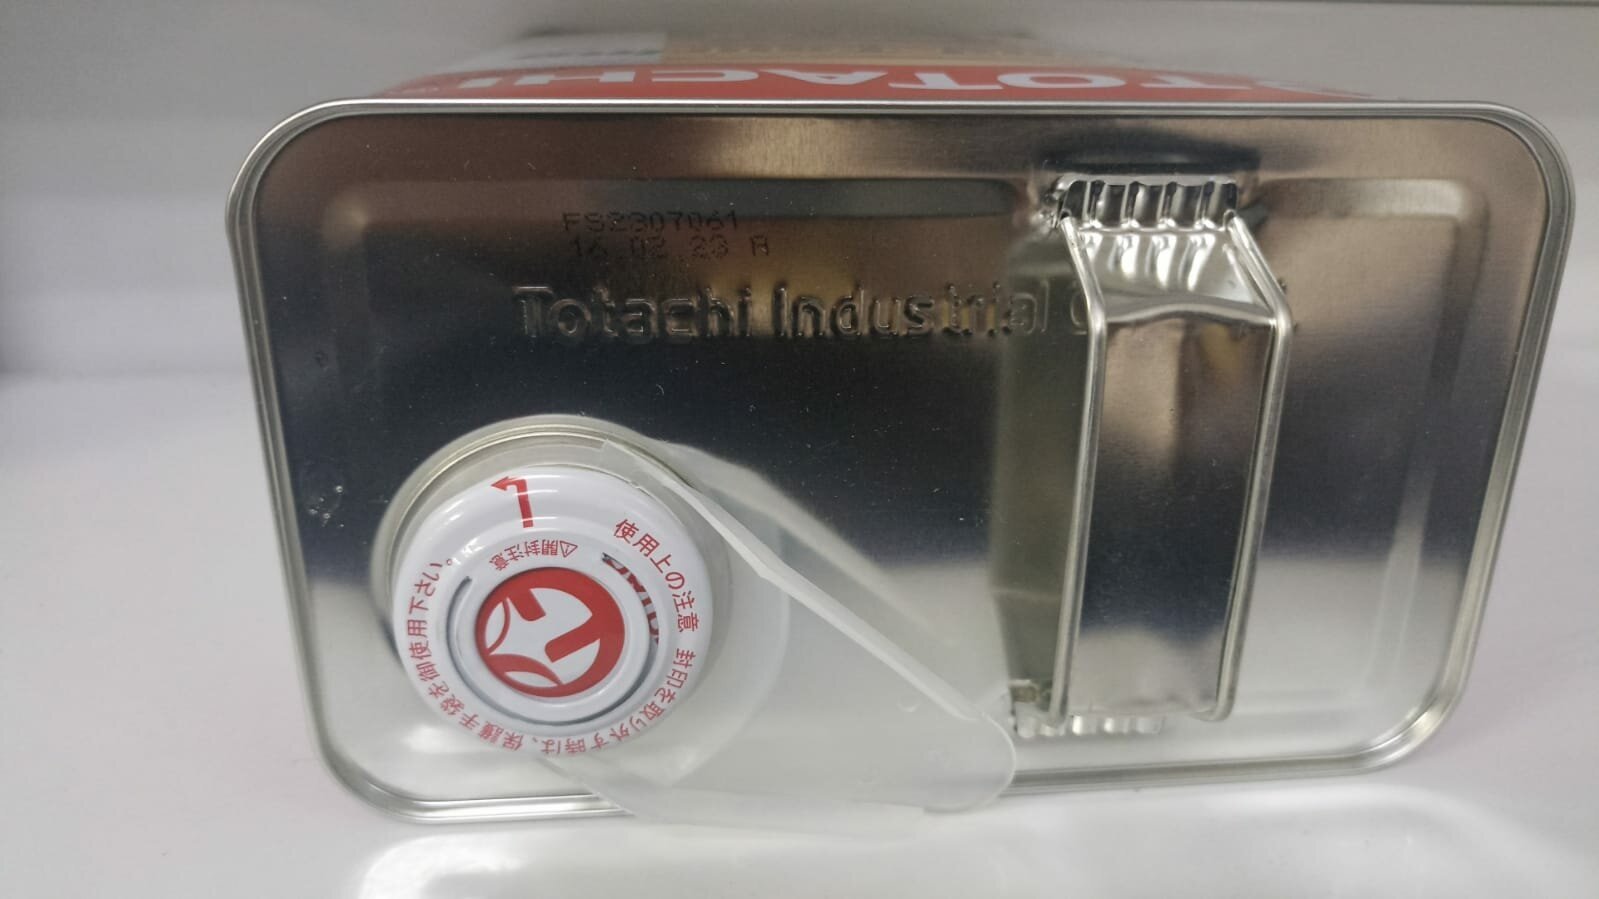 TOTACHI
FS2307061
16 02 23 A
Totachi Industrial
⚠開封注意
使用上の注意 封印を取り外す時は、保護手袋を御使用下さい。